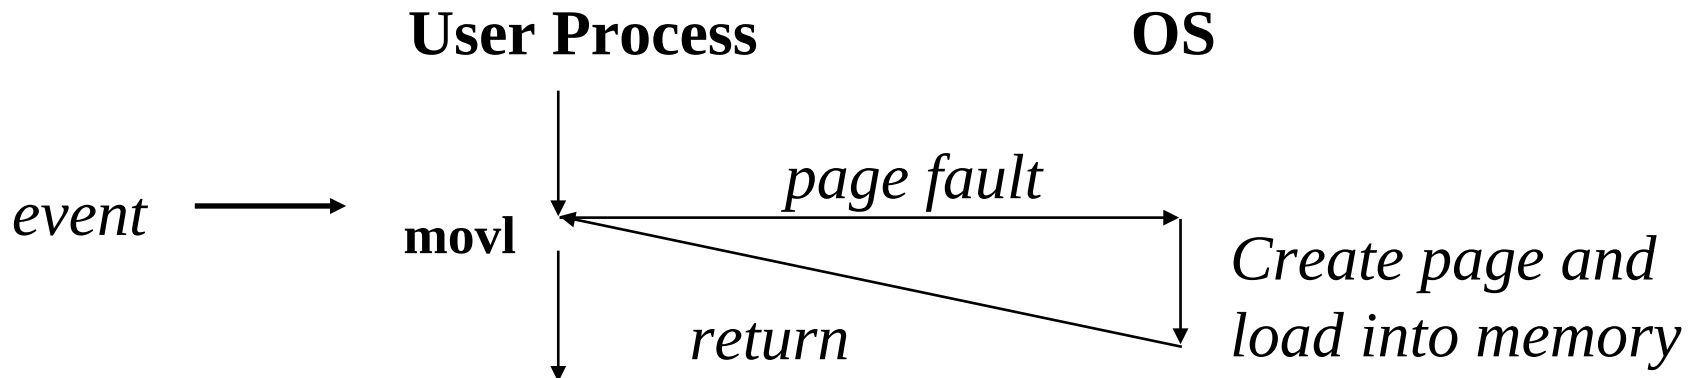 User Process OS
page fault
event
movl
Create page and
load into memory
return